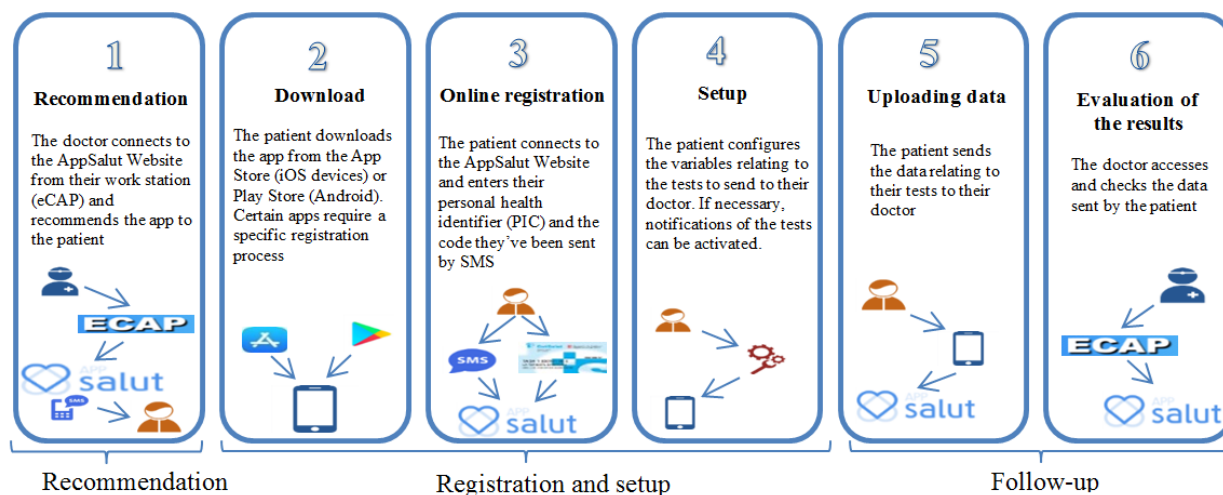 1
Recommendation
The doctor connects to
the AppSalut Website
from their work station
(eCAP) and
recommends the app to
the patient
ECAP
APP
salut
SMS
2
Download
The patient downloads
the app from the App
Store (iOS devices) or
Play Store (Android).
Certain apps require a
specific registration
process
3
Online registration
The patient connects to
the AppSalut Website
and enters their
personal health
identifier (PIC) and the
code they've been sent
by SMS
SMS
APP
salut
4
Setup
The patient configures
the variables relating to
the tests to send to their
doctor. If necessary,
notifications of the tests
can be activated.
5
Uploading data
The patient sends
the data relating to
their tests to their
doctor
APP
salut
6
Evaluation of
the results
The doctor accesses
and checks the data
sent by the patient
ECAP
APP
salut
Recommendation
Registration and setup
Follow-up